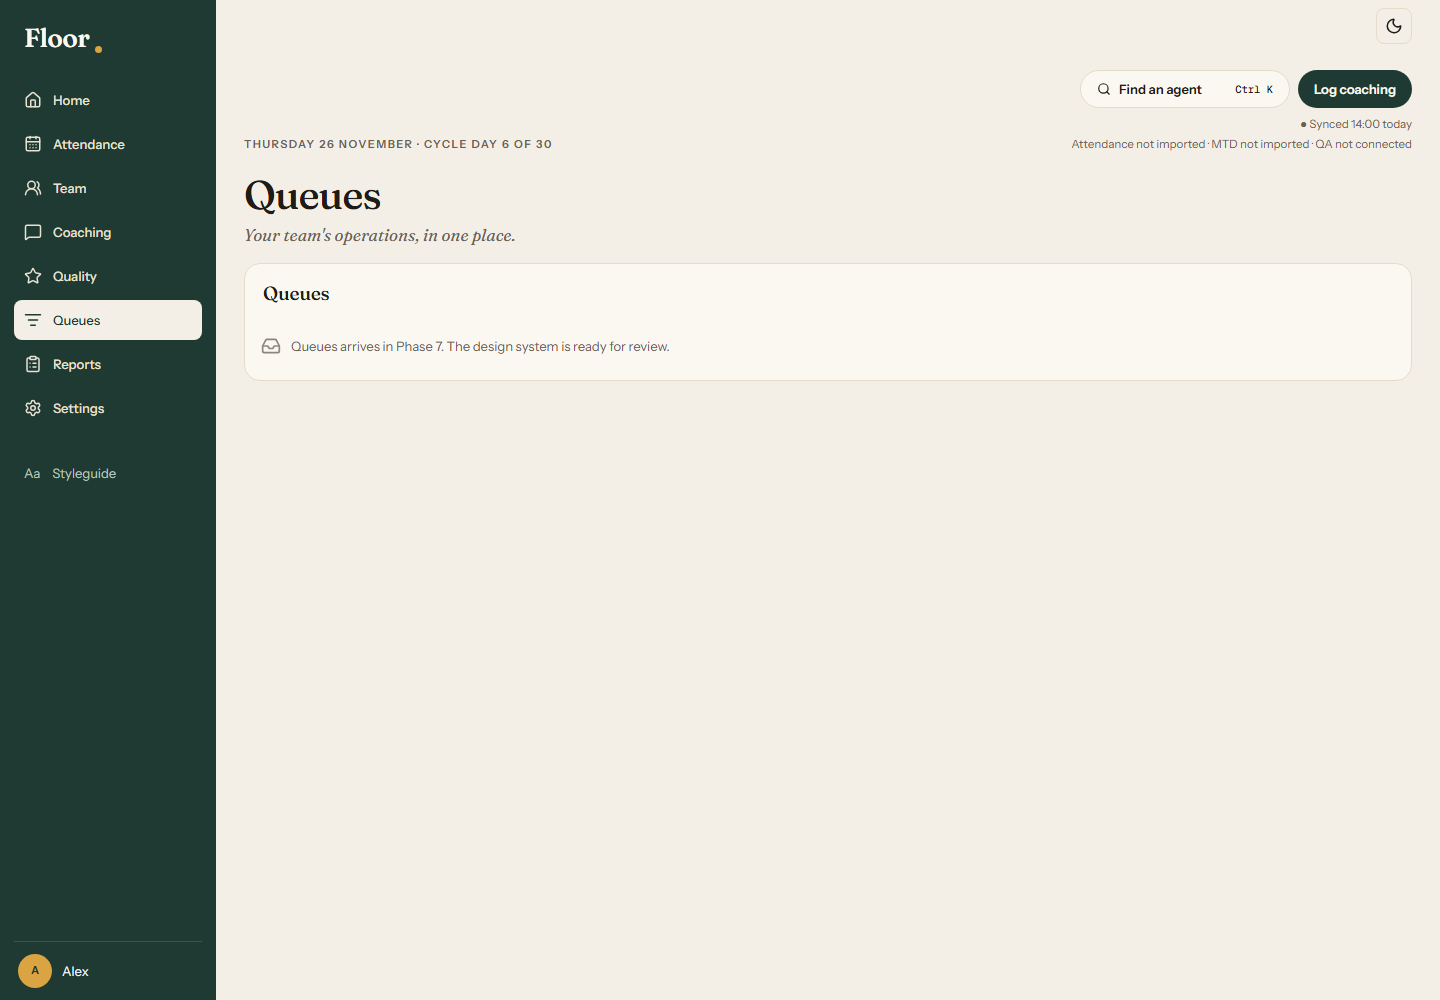 Floor.
Home
Attendance
Team
Coaching
Quality
Queues
Reports
Settings
Aa Styleguide
A Alex
Find an agent Ctrl K
Log coaching
● Synced 14:00 today
THURSDAY 26 NOVEMBER · CYCLE DAY 6 OF 30
Attendance not imported · MTD not imported · QA not connected
Queues
Your team's operations, in one place.
Queues
Queues arrives in Phase 7. The design system is ready for review.